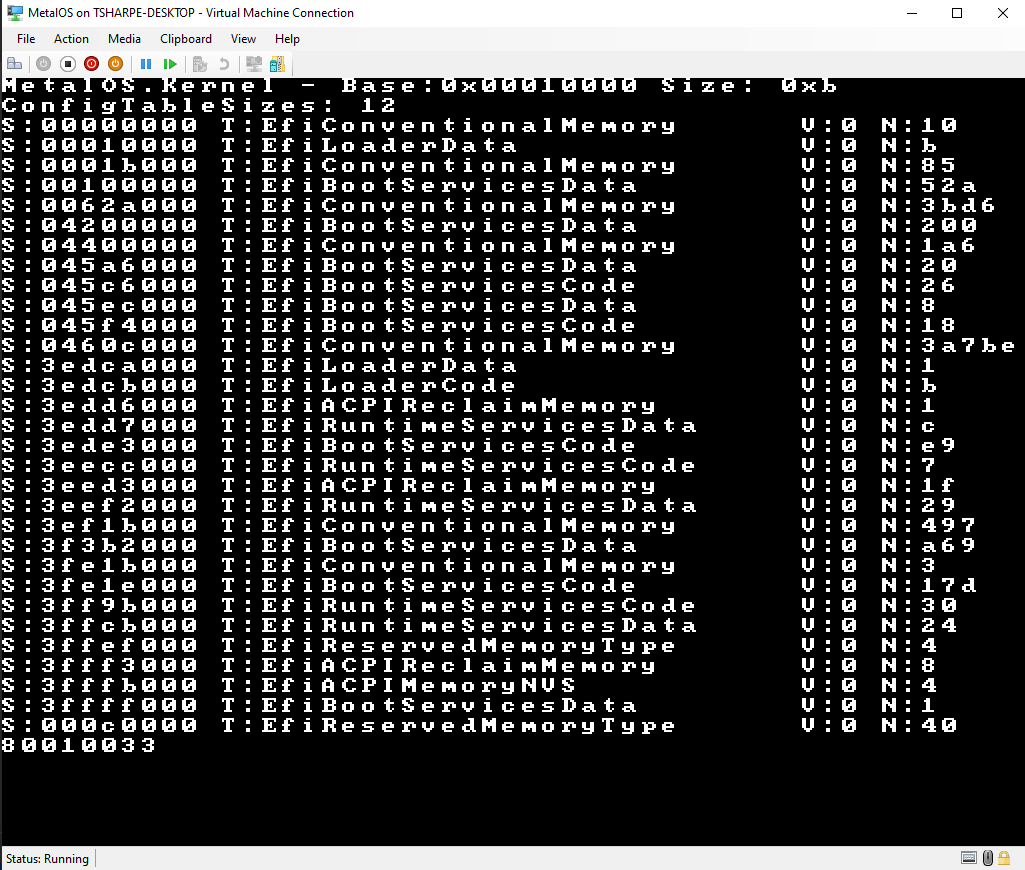 MetalOS on TSHARPE-DESKTOP - Virtual Machine Connection
File Action Media Clipboard View Help
MetalOS.Kernel - Base:0x00010000 Size: 0xb
ConfigTableSizes: 12
S:00000000 T:EfiConventionalMemory V:0 N:10
S:00010000 T:EfiLoaderData V:0 N:b
S:0001b000 T:EfiConventionalMemory V:0 N:85
S:00100000 T:EfiBootServicesData V:0 N:52a
S:0062a000 T:EfiConventionalMemory V:0 N:3bd6
S:04200000 T:EfiBootServicesData V:0 N:200
S:04400000 T:EfiConventionalMemory V:0 N:1a6
S:045a6000 T:EfiBootServicesData V:0 N:20
S:045c6000 T:EfiBootServicesCode V:0 N:26
S:045ec000 T:EfiBootServicesData V:0 N:8
S:045f4000 T:EfiBootServicesCode V:0 N:18
S:0460c000 T:EfiConventionalMemory V:0 N:3a7be
S:3edca000 T:EfiLoaderData V:0 N:1
S:3edcb000 T:EfiLoaderCode V:0 N:b
S:3edd6000 T:EfiACPIReclaimMemory V:0 N:1
S:3edd7000 T:EfiRuntimeServicesData V:0 N:c
S:3ede3000 T:EfiBootServicesCode V:0 N:e9
S:3eecc000 T:EfiRuntimeServicesCode V:0 N:7
S:3eed3000 T:EfiACPIReclaimMemory V:0 N:1f
S:3eef2000 T:EfiRuntimeServicesData V:0 N:29
S:3ef1b000 T:EfiConventionalMemory V:0 N:497
S:3f3b2000 T:EfiBootServicesData V:0 N:a69
S:3fe1b000 T:EfiConventionalMemory V:0 N:3
S:3fe1e000 T:EfiBootServicesCode V:0 N:17d
S:3ff9b000 T:EfiRuntimeServicesCode V:0 N:30
S:3ffcb000 T:EfiRuntimeServicesData V:0 N:24
S:3ffef000 T:EfiReservedMemoryType V:0 N:4
S:3fff3000 T:EfiACPIReclaimMemory V:0 N:8
S:3fffb000 T:EfiACPIMemoryNVS V:0 N:4
S:3ffff000 T:EfiBootServicesData V:0 N:1
S:000c0000 T:EfiReservedMemoryType V:0 N:40
80010033
Status: Running